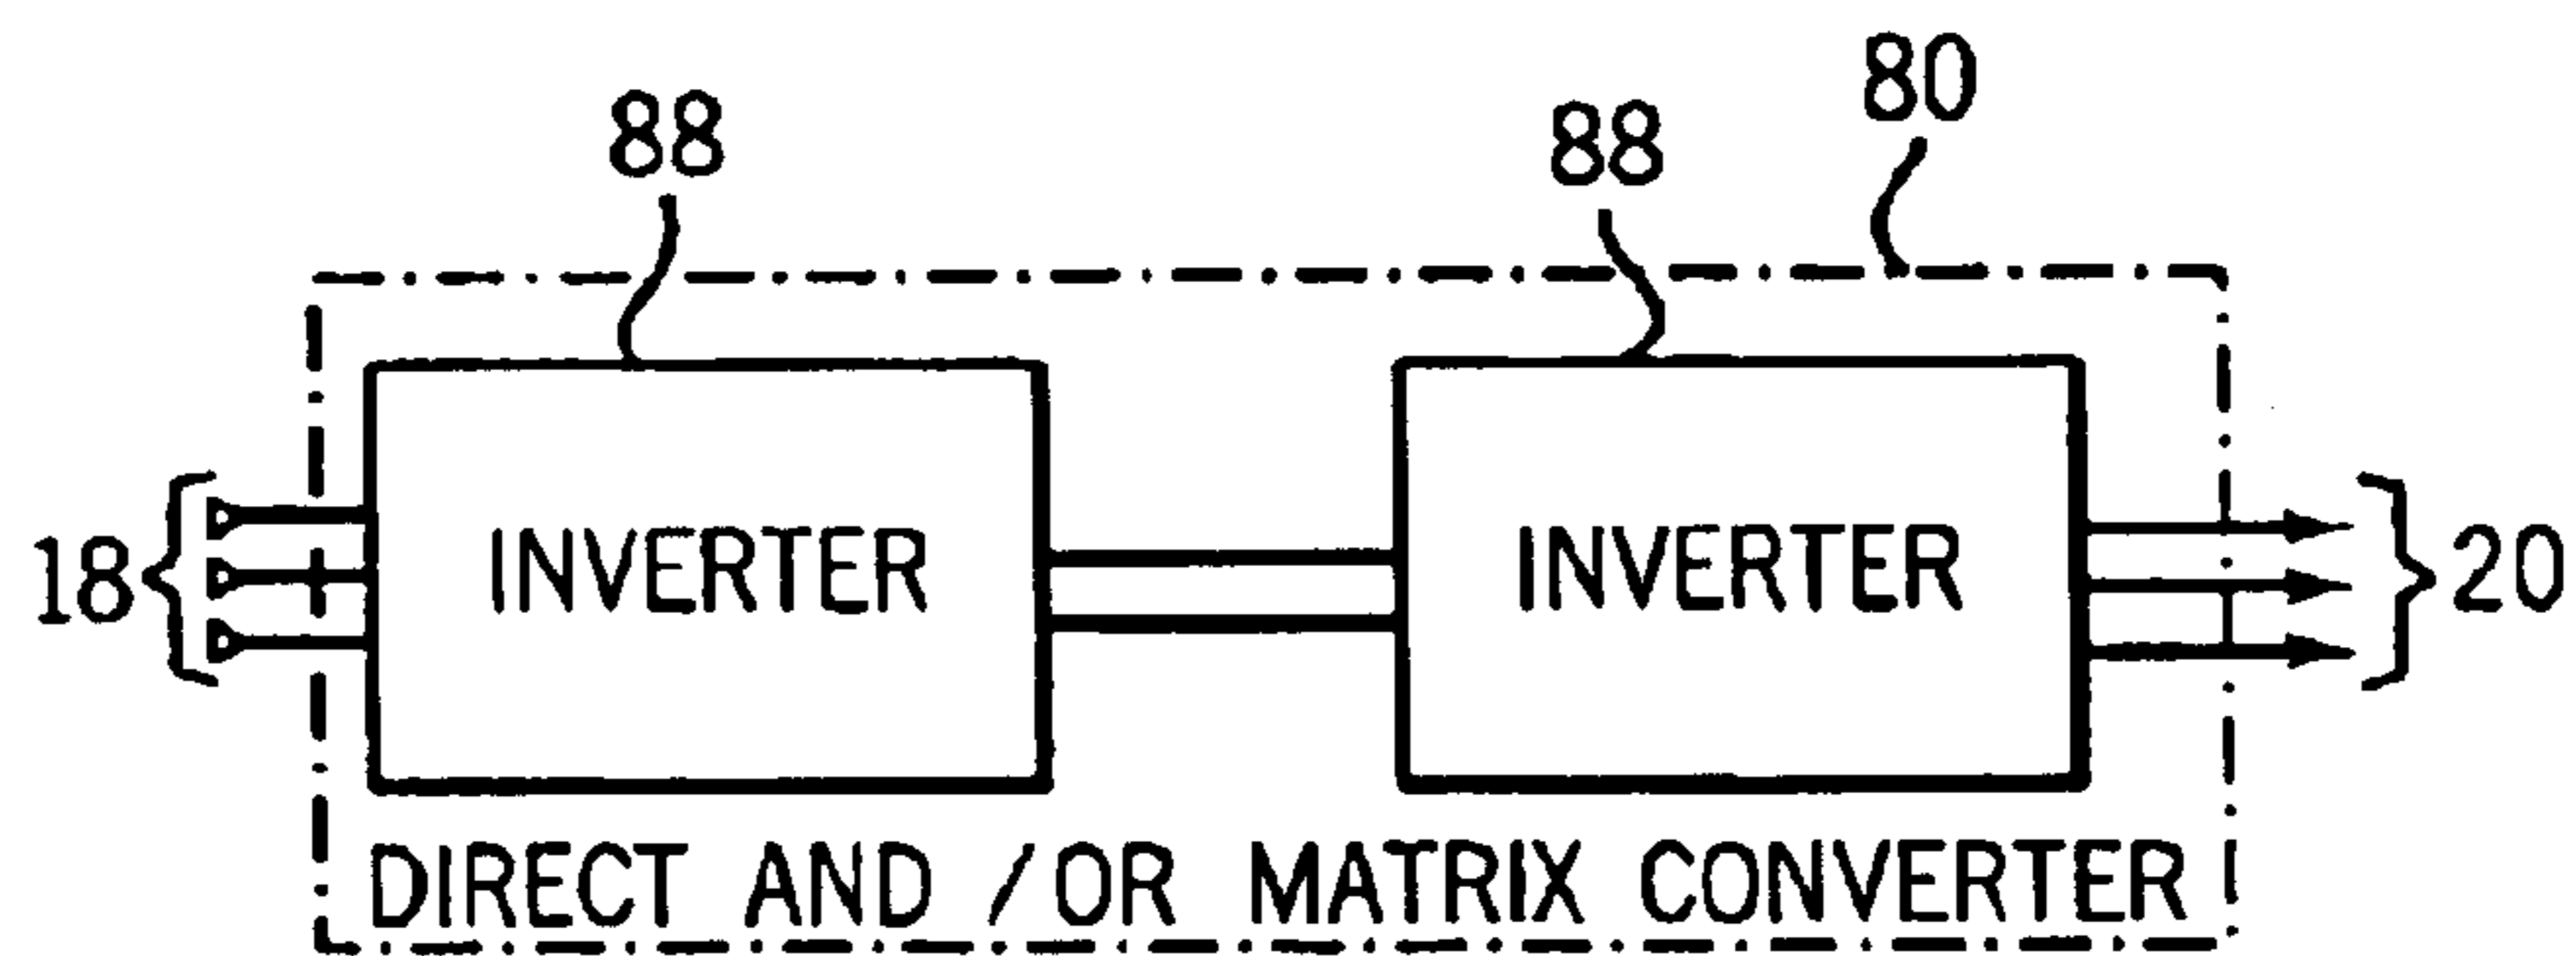 80
88
88
18
INVERTER
INVERTER
20
DIRECT AND /OR MATRIX CONVERTER